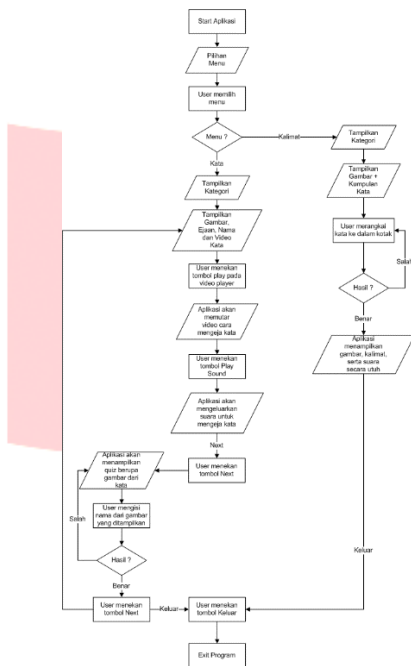 Start Aplikasi
Pilihan
Menu
User memilih
menu
Menu ?
Kalimat
Kata
Tampilkan
Kategori
Tampilkan
Gambar,
Ejaan, Nama
dan Video
Kata
User menekan
tombol play pada
video player
Aplikasi akan
memutar
video cara
mengeja kata
User menekan
tombol Play
Sound
Aplikasi akan
mengeluarkan
suara untuk
mengeja kata
Next
User menekan
tombol Next
Aplikasi akan
menampilkan
quiz berupa
gambar dari
kata
User mengisi
nama dari gambar
yang ditampilkan
Salah
Hasil ?
Benar
User menekan
tombol Next
Keluar
User menekan
tombol Keluar
Exit Program
Tampilkan
Kategori
Tampilkan
Gambar +
Kumpulan
Kata
User merangkai
kata ke dalam kotak
Salah
Hasil ?
Benar
Aplikasi
menampilkan
gambar, kalimat,
serta suara
secara utuh
Keluar